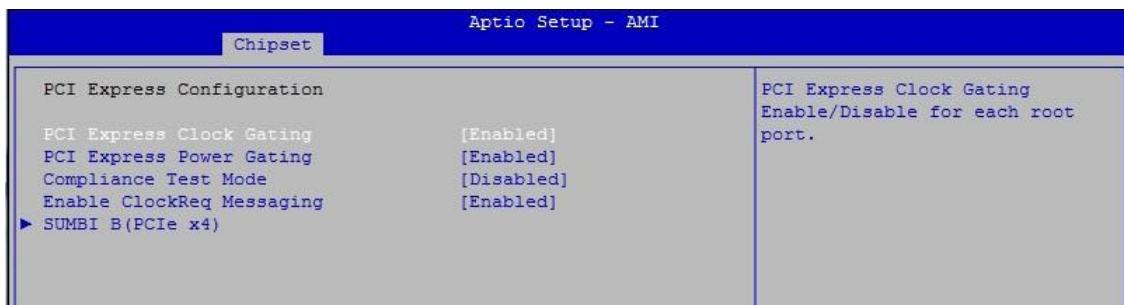 Aptio Setup - AMI
Chipset
PCI Express Configuration
PCI Express Clock Gating [Enabled]
PCI Express Power Gating [Enabled]
Compliance Test Mode [Disabled]
Enable ClockReq Messaging [Enabled]
► SUMBI B(PCIe x4)
PCI Express Clock Gating
Enable/Disable for each root
port.